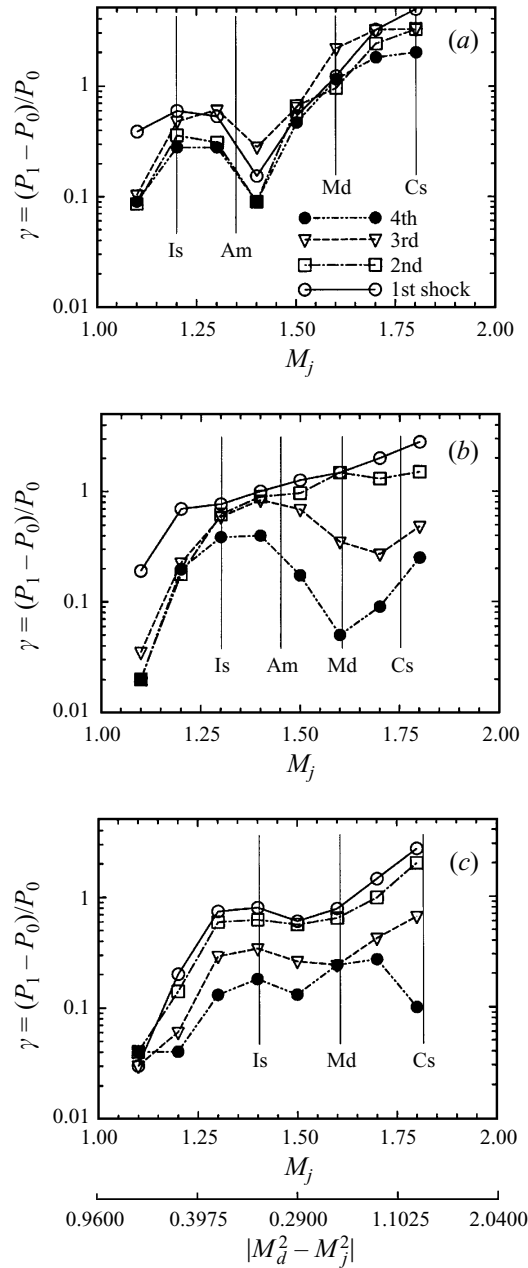 (a)
1
0.1
0.01
γ = (P₁ − P₀)/P₀
Is
Am
Md
Cs
4th
3rd
2nd
1st shock
1.00
1.25
1.50
1.75
2.00
Mⱼ
(b)
1
0.1
0.01
γ = (P₁ − P₀)/P₀
Is
Am
Md
Cs
1.00
1.25
1.50
1.75
2.00
Mⱼ
(c)
1
0.1
0.01
γ = (P₁ − P₀)/P₀
Is
Md
Cs
1.00
1.25
1.50
1.75
2.00
Mⱼ
0.9600
0.3975
0.2900
1.1025
2.0400
|M_d² − M_j²|